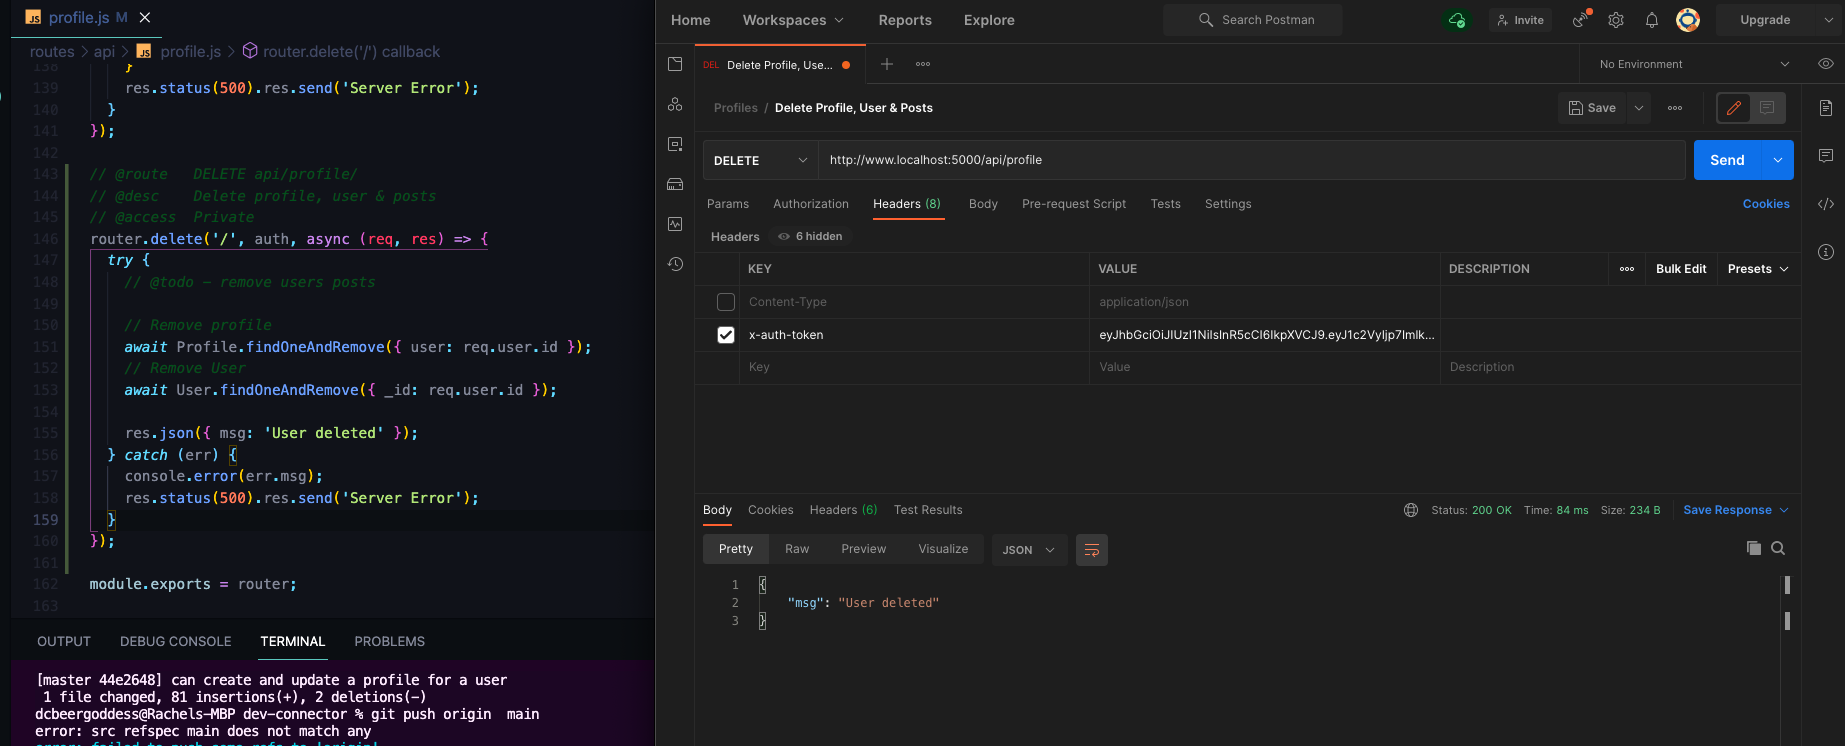 profile.js M
routes > api > profile.js > router.delete('/') callback
138 }
139 res.status(500).res.send('Server Error');
140 }
141 });
142
143 // @route   DELETE api/profile/
144 // @desc    Delete profile, user & posts
145 // @access  Private
146 router.delete('/', auth, async (req, res) => {
147 try {
148 // @todo – remove users posts
149
150 // Remove profile
151 await Profile.findOneAndRemove({ user: req.user.id });
152 // Remove User
153 await User.findOneAndRemove({ _id: req.user.id });
154
155 res.json({ msg: 'User deleted' });
156 } catch (err) {
157 console.error(err.msg);
158 res.status(500).res.send('Server Error');
159 }
160 });
161
162 module.exports = router;
163
OUTPUT DEBUG CONSOLE TERMINAL PROBLEMS
[master 44e2648] can create and update a profile for a user
1 file changed, 81 insertions(+), 2 deletions(-)
dcbeergoddess@Rachels-MBP dev-connector % git push origin  main
error: src refspec main does not match any
error: failed to push some refs to 'origin'
Home Workspaces Reports Explore Search Postman Invite Upgrade
DEL Delete Profile, Use... No Environment
Profiles / Delete Profile, User & Posts Save
DELETE http://www.localhost:5000/api/profile Send
Params Authorization Headers (8) Body Pre-request Script Tests Settings Cookies
Headers 6 hidden
KEY VALUE DESCRIPTION Bulk Edit Presets
Content-Type application/json
x-auth-token eyJhbGciOiJIUzI1NiIsInR5cCI6IkpXVCJ9.eyJ1c2VyIjp7ImIk...
Key Value Description
Body Cookies Headers (6) Test Results Status: 200 OK Time: 84 ms Size: 234 B Save Response
Pretty Raw Preview Visualize JSON
1 {
2 "msg": "User deleted"
3 }